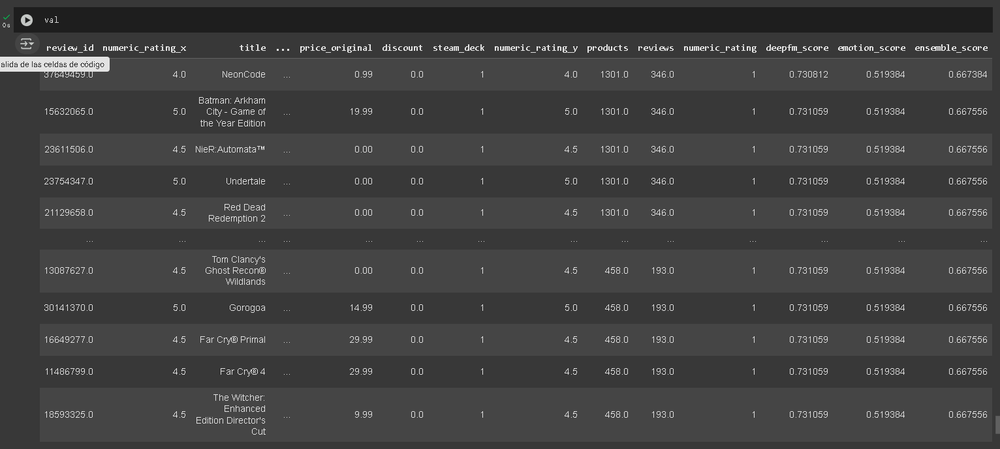 val
0s
review_id numeric_rating_x title ... price_original discount steam_deck numeric_rating_y products reviews numeric_rating deepfm_score emotion_score ensemble_score
alida de las celdas de código
37649459.0 4.0 NeonCode ... 0.99 0.0 1 4.0 1301.0 346.0 1 0.730812 0.519384 0.667384
Batman: Arkham
15632065.0 5.0 City - Game of ... 19.99 0.0 1 5.0 1301.0 346.0 1 0.731059 0.519384 0.667556
the Year Edition
23611506.0 4.5 NieR:Automata™ ... 0.00 0.0 1 4.5 1301.0 346.0 1 0.731059 0.519384 0.667556
23754347.0 5.0 Undertale ... 0.00 0.0 1 5.0 1301.0 346.0 1 0.731059 0.519384 0.667556
Red Dead
21129658.0 4.5 Redemption 2 ... 0.00 0.0 1 4.5 1301.0 346.0 1 0.731059 0.519384 0.667556
... ... ... ... ... ... ... ... ... ... ... ... ... ...
Tom Clancy's
13087627.0 4.5 Ghost Recon® ... 0.00 0.0 1 4.5 458.0 193.0 1 0.731059 0.519384 0.667556
Wildlands
30141370.0 5.0 Gorogoa ... 14.99 0.0 1 5.0 458.0 193.0 1 0.731059 0.519384 0.667556
16649277.0 4.5 Far Cry® Primal ... 29.99 0.0 1 4.5 458.0 193.0 1 0.731059 0.519384 0.667556
11486799.0 4.5 Far Cry® 4 ... 29.99 0.0 1 4.5 458.0 193.0 1 0.731059 0.519384 0.667556
The Witcher:
Enhanced
18593325.0 4.5 Edition Director's ... 9.99 0.0 1 4.5 458.0 193.0 1 0.731059 0.519384 0.667556
Cut